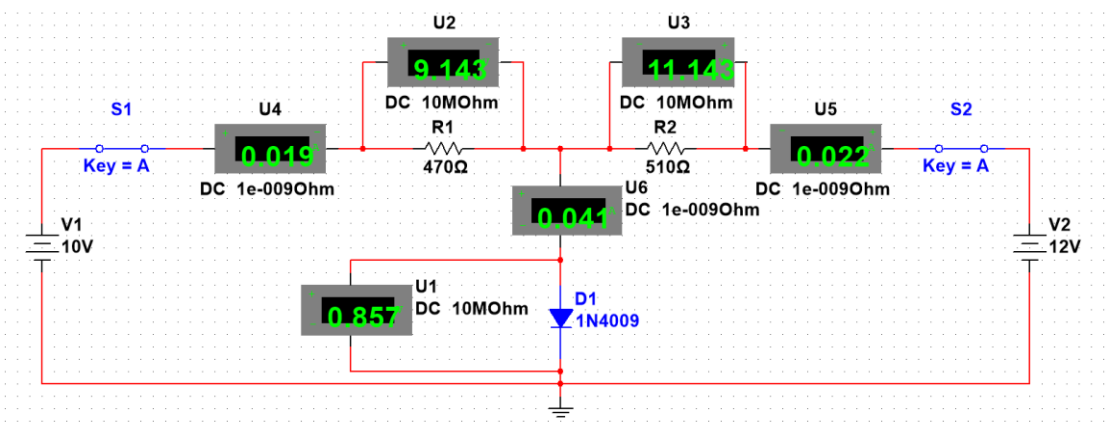 U2
9.143
DC 10MOhm
U3
11.143
DC 10MOhm
S1
Key = A
U4
0.019
DC 1e-009Ohm
R1
470Ω
R2
510Ω
U5
0.022
DC 1e-009Ohm
S2
Key = A
U6
0.041
DC 1e-009Ohm
V1
10V
V2
12V
U1
0.857
DC 10MOhm
D1
1N4009